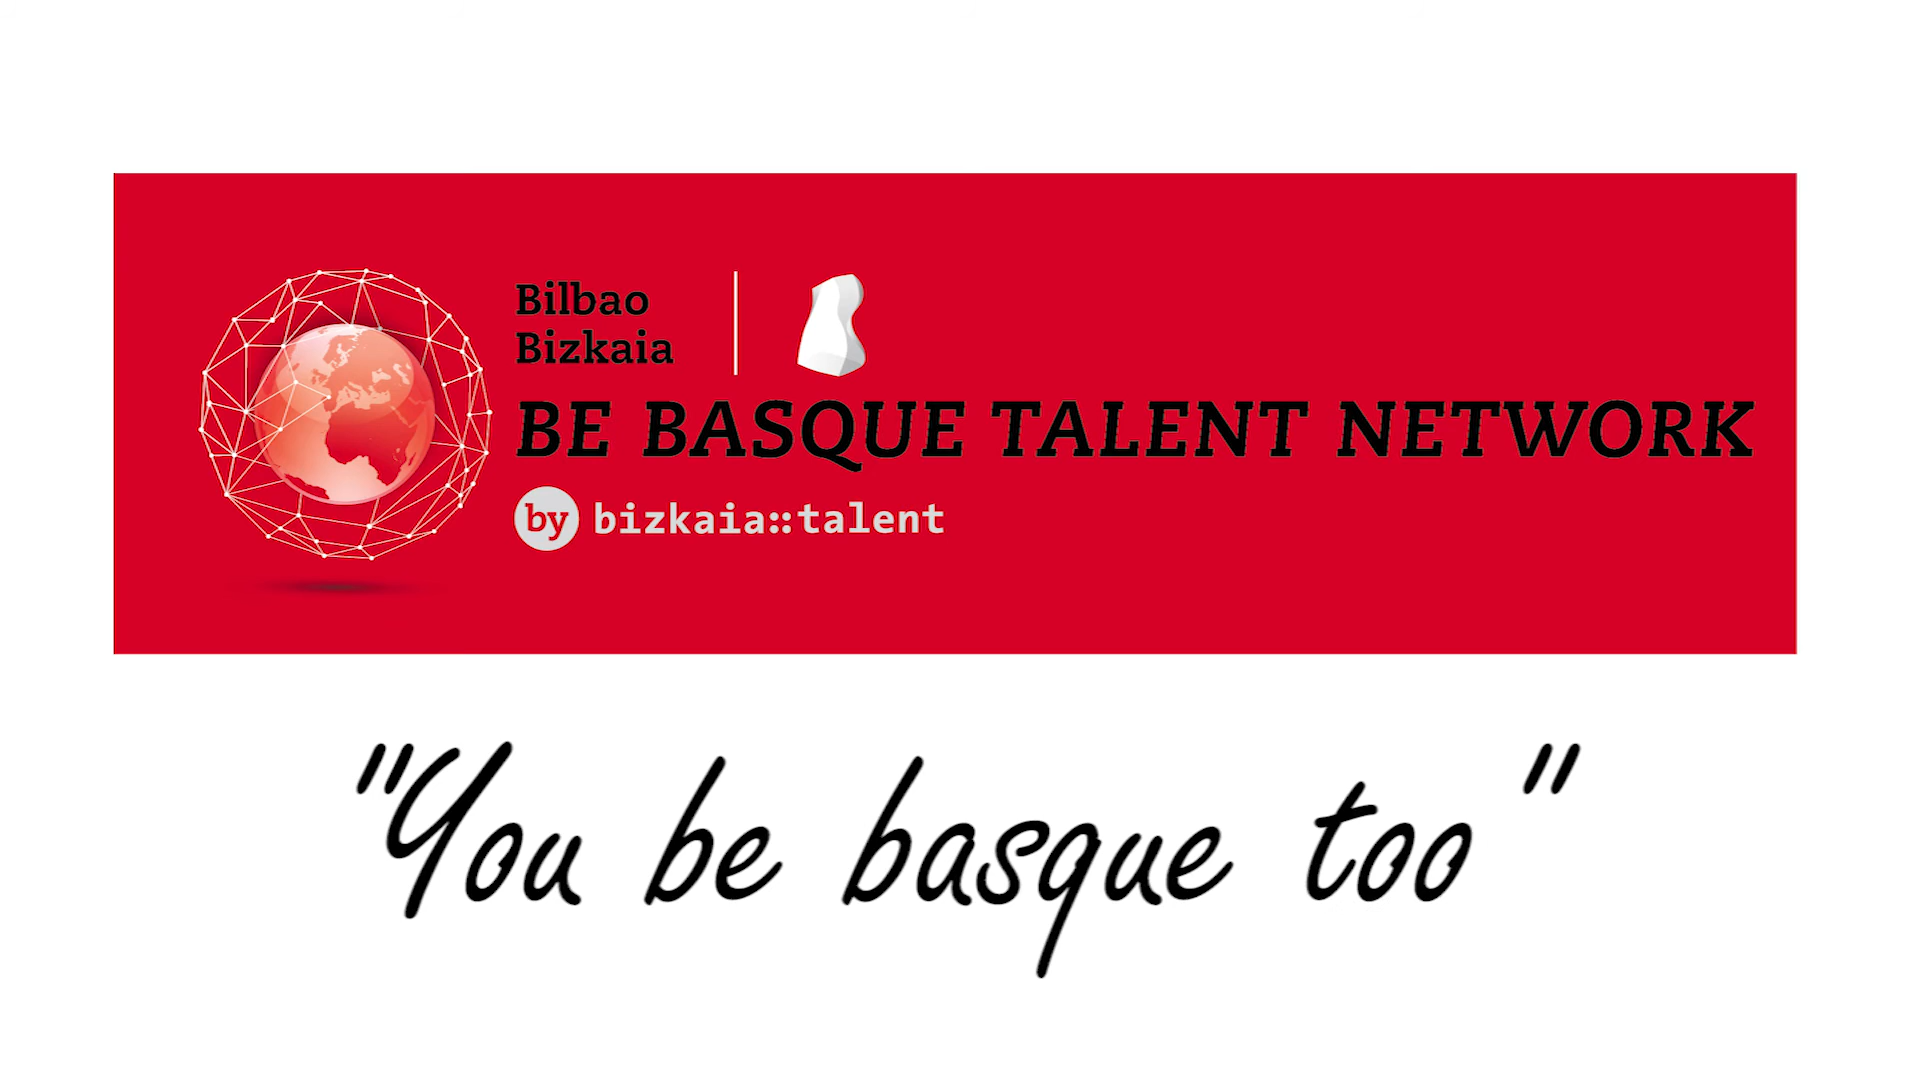 Bilbao
Bizkaia
BE BASQUE TALENT NETWORK
by bizkaia::talent
"You be basque too"